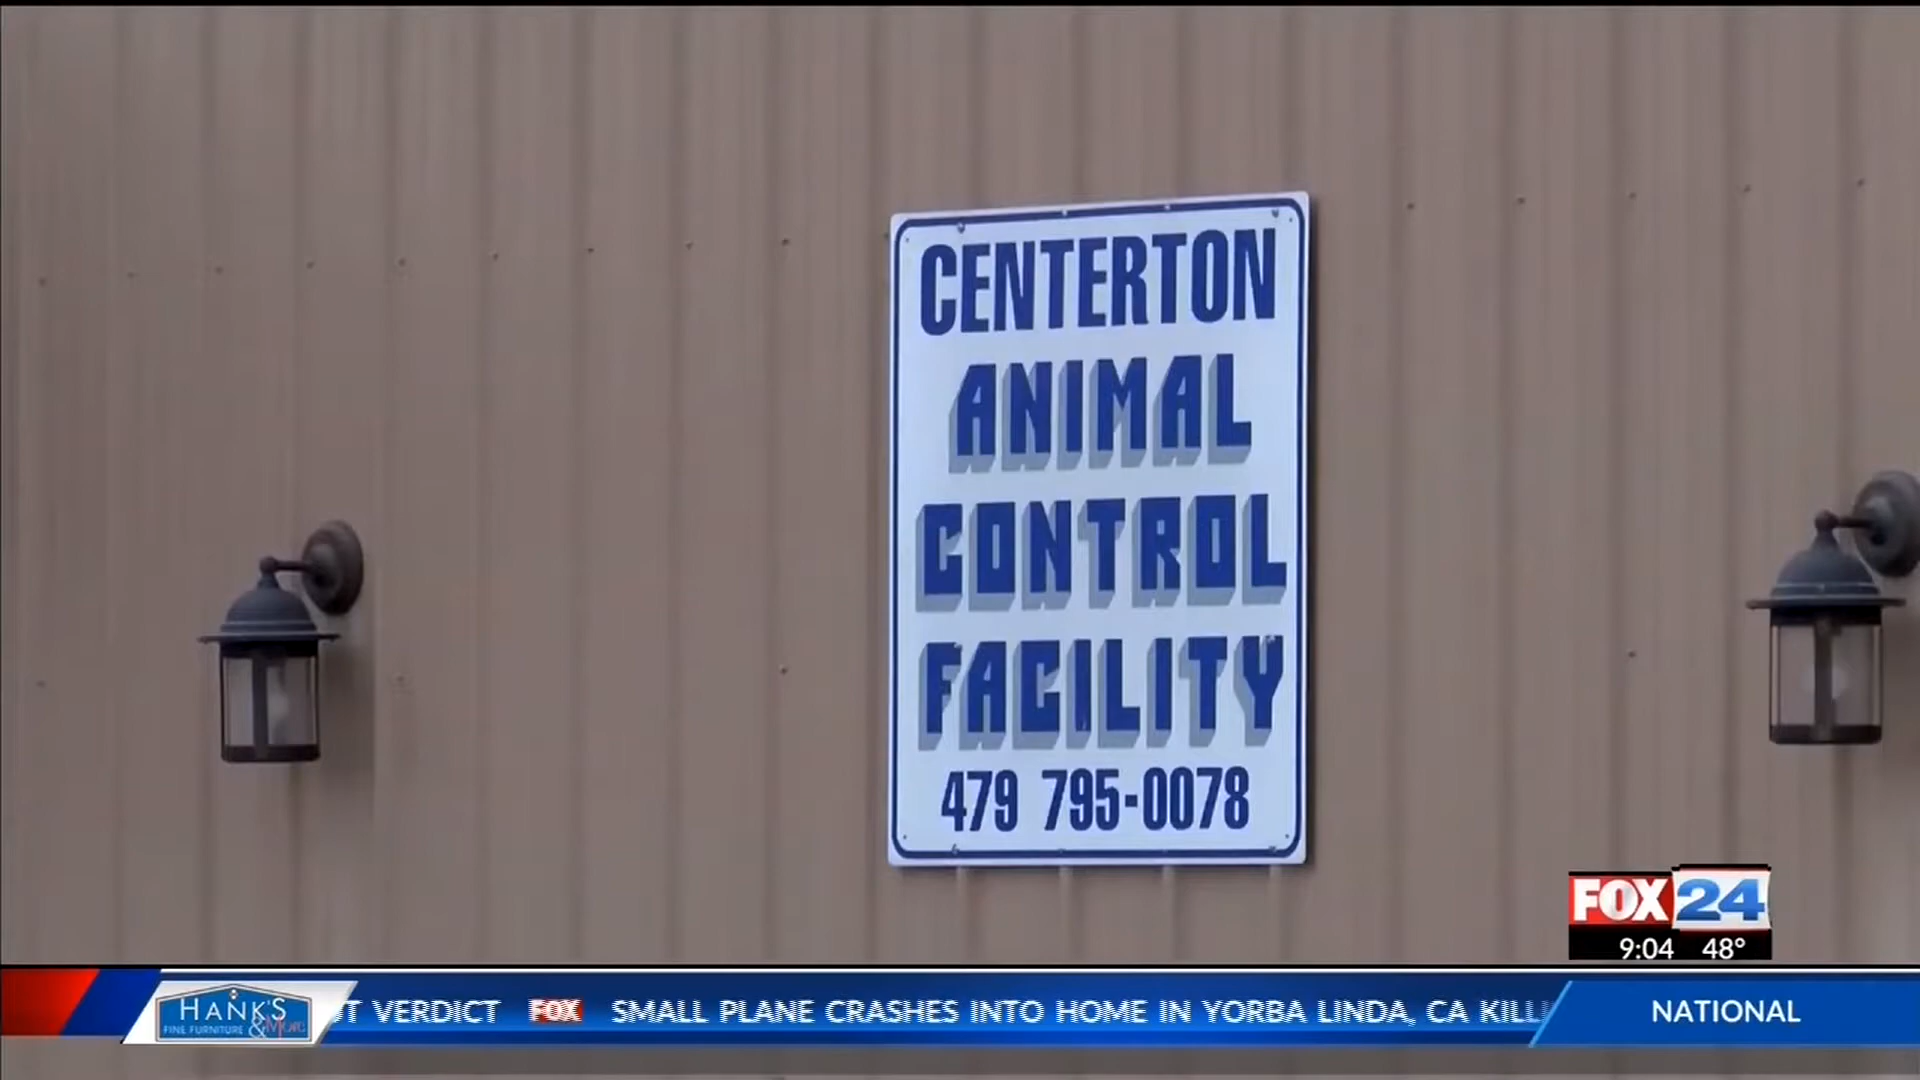 CENTERTON
ANIMAL
CONTROL
FACILITY
479 795-0078
FOX 24
9:04 48°
HANK'S
FINE FURNITURE & More
VERDICT FOX SMALL PLANE CRASHES INTO HOME IN YORBA LINDA, CA
NATIONAL